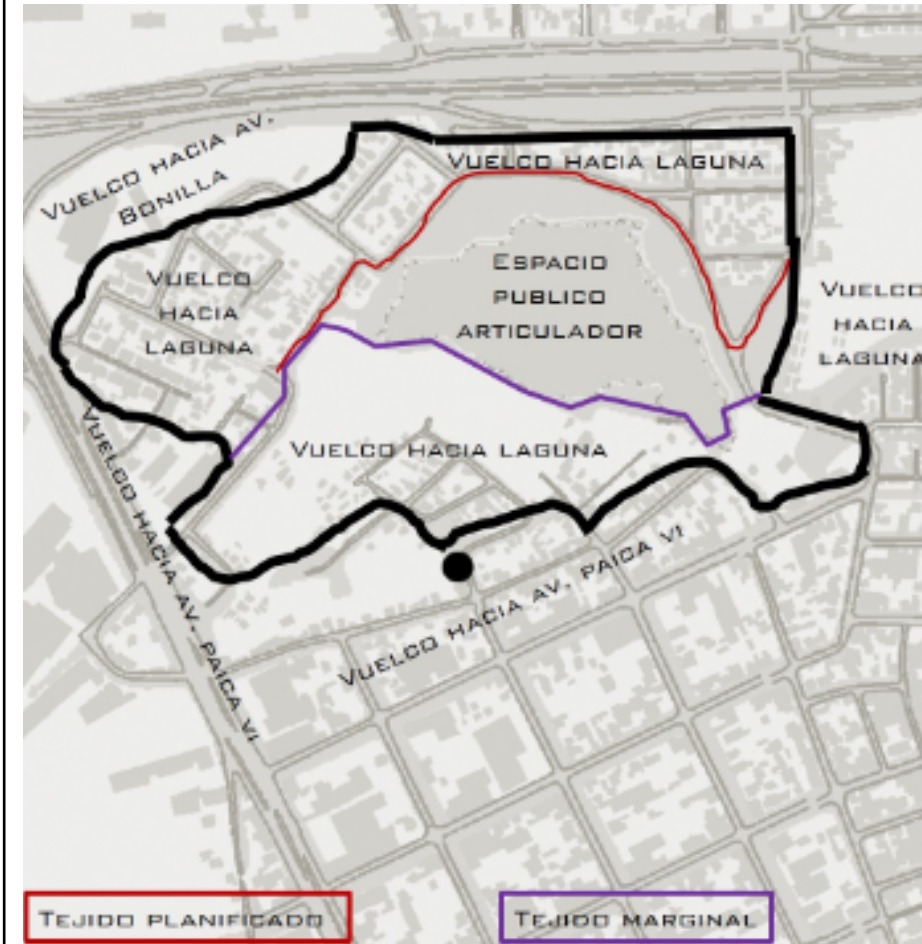 VUELCO HACIA AV.
BONILLA
VUELCO HACIA LAGUNA
VUELCO
HACIA
LAGUNA
ESPACIO
PUBLICO
ARTICULADOR
VUELCO
HACIA
LAGUNA
VUELCO HACIA LAGUNA
VUELCO HACIA AV. PAICA VI
VUELCO HACIA AV. PAICA VI
TEJIDO PLANIFICADO
TEJIDO MARGINAL